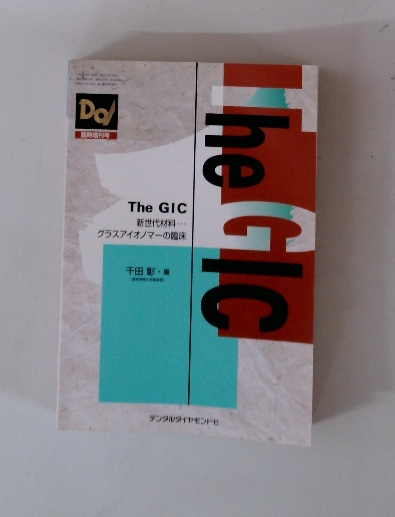 DD
臨時増刊号
The GIC
The GIC
新世代材料…
グラスアイオノマーの臨床
千田 彰・編
デンタルダイヤモンド社